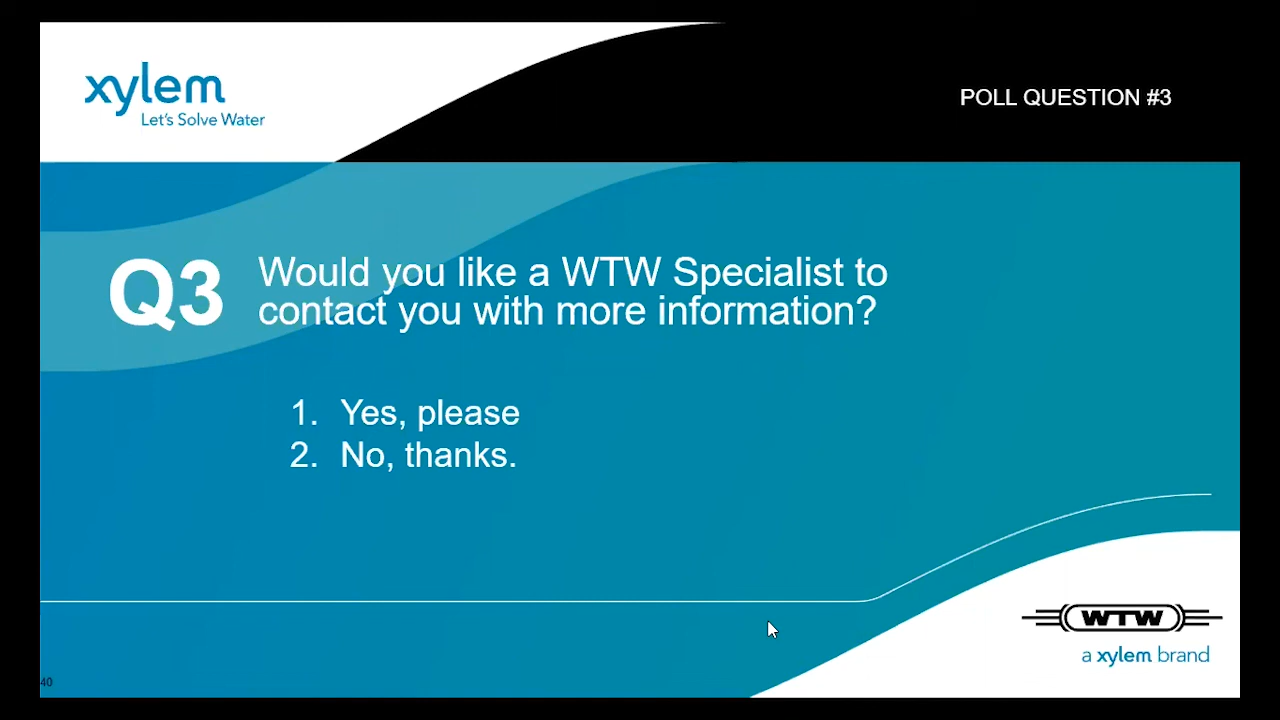 xylem
Let's Solve Water
POLL QUESTION #3
Q3
Would you like a WTW Specialist to
contact you with more information?
1. Yes, please
2. No, thanks.
WTW
a xylem brand
40